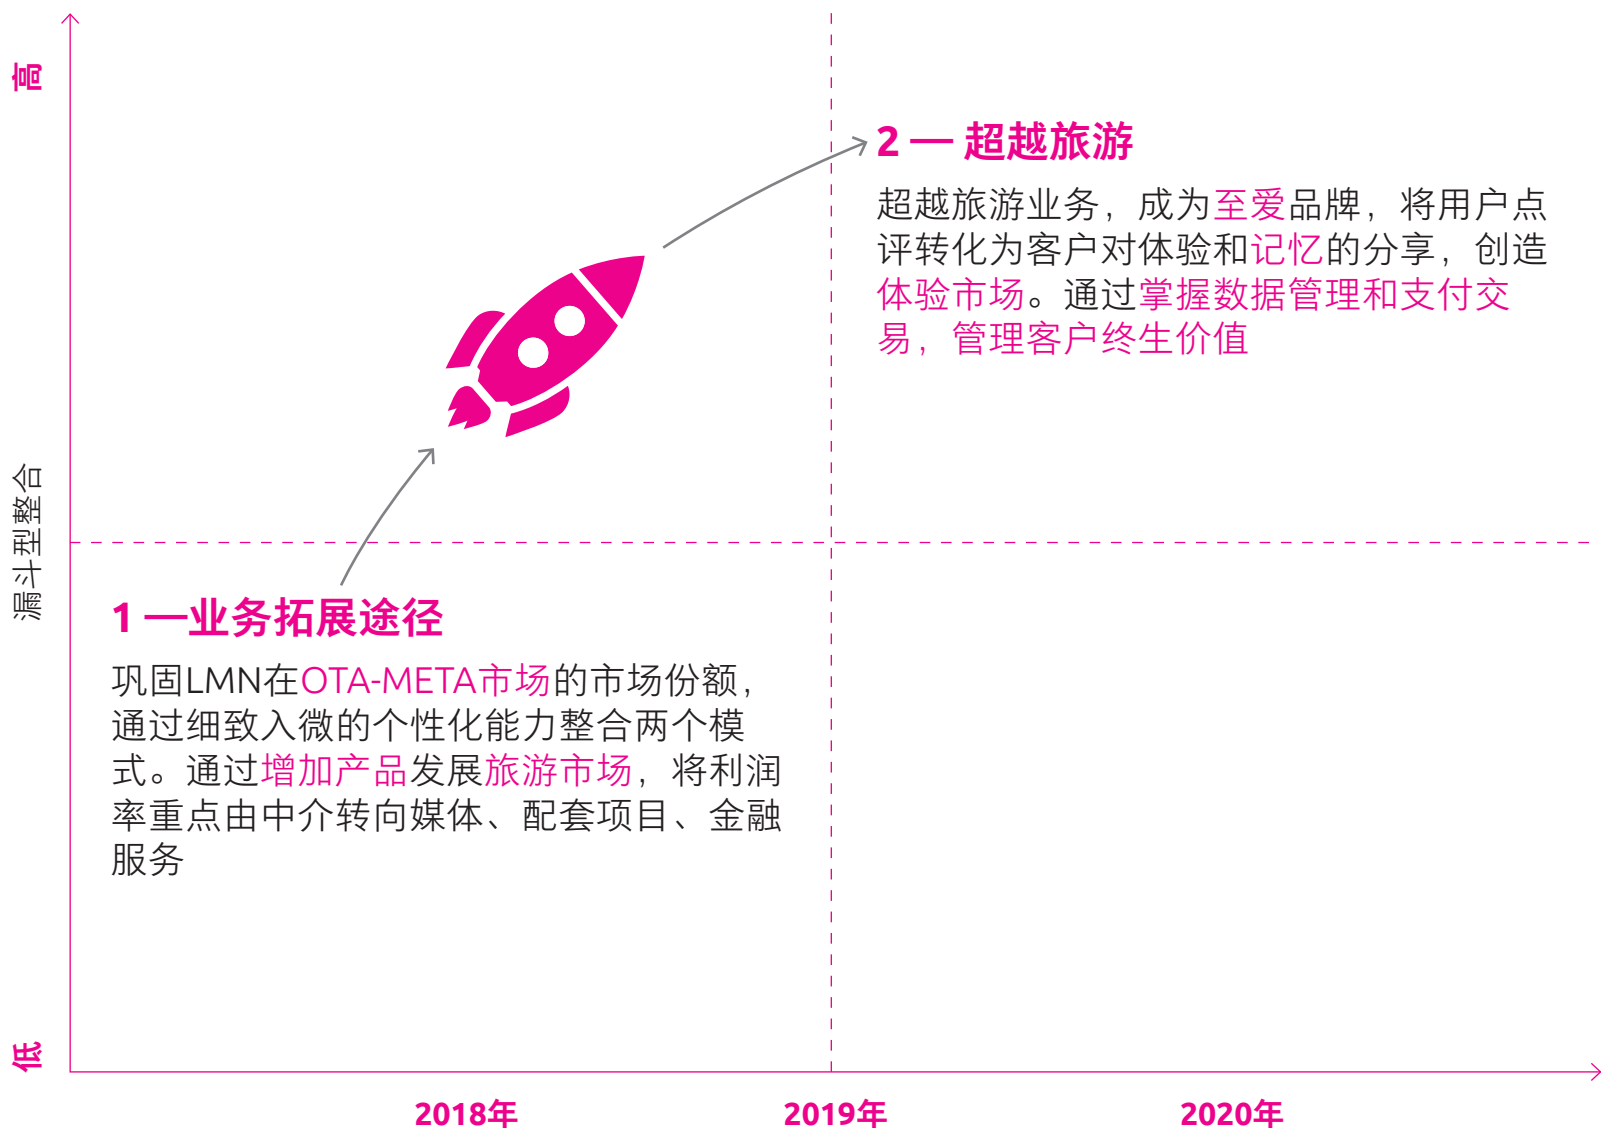 高
2 — 超越旅游
超越旅游业务，成为至爱品牌，将用户点
评转化为客户对体验和记忆的分享，创造
体验市场。通过掌握数据管理和支付交
易，管理客户终生价值
漏斗型整合
1 —业务拓展途径
巩固LMN在OTA-META市场的市场份额，
通过细致入微的个性化能力整合两个模
式。通过增加产品发展旅游市场，将利润
率重点由中介转向媒体、配套项目、金融
服务
低
2018年
2019年
2020年